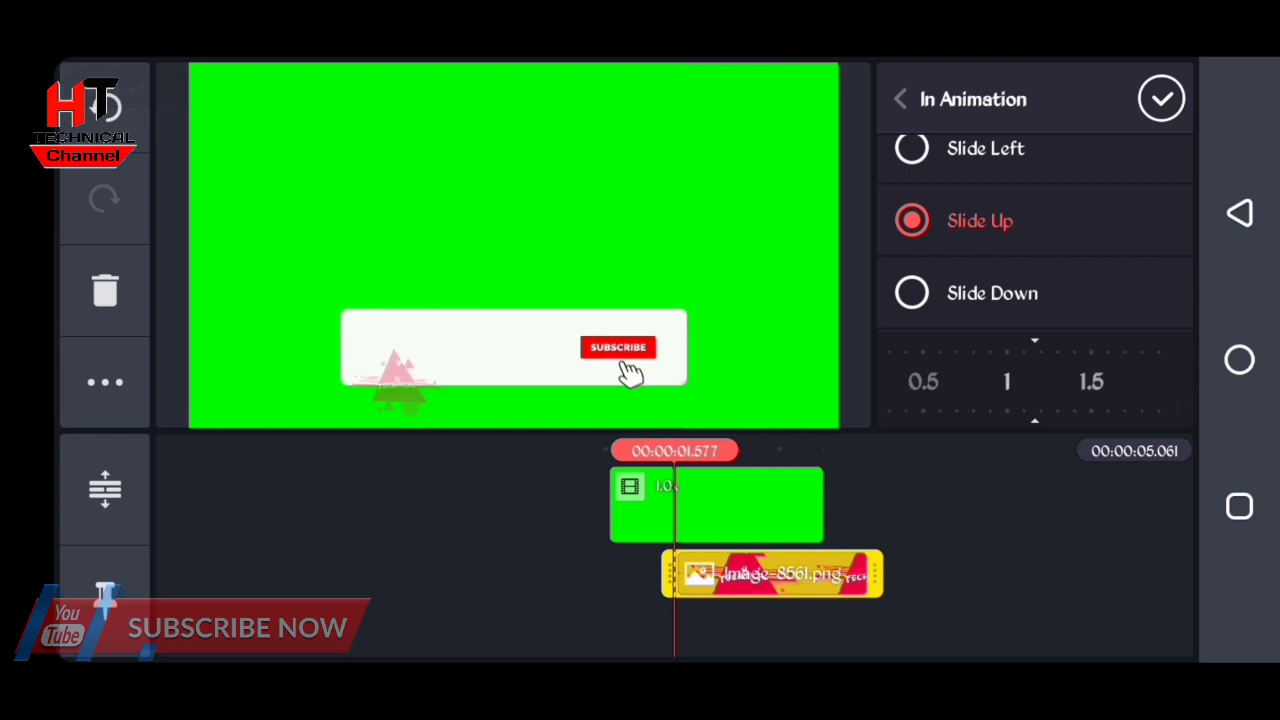 HT
TECHNICAL
Channel
In Animation
Slide Left
Slide Up
Slide Down
0.5 1 1.5
SUBSCRIBE
00:00:01.577
00:00:05.061
Image-8561.png
TECH
You
Tube
SUBSCRIBE NOW